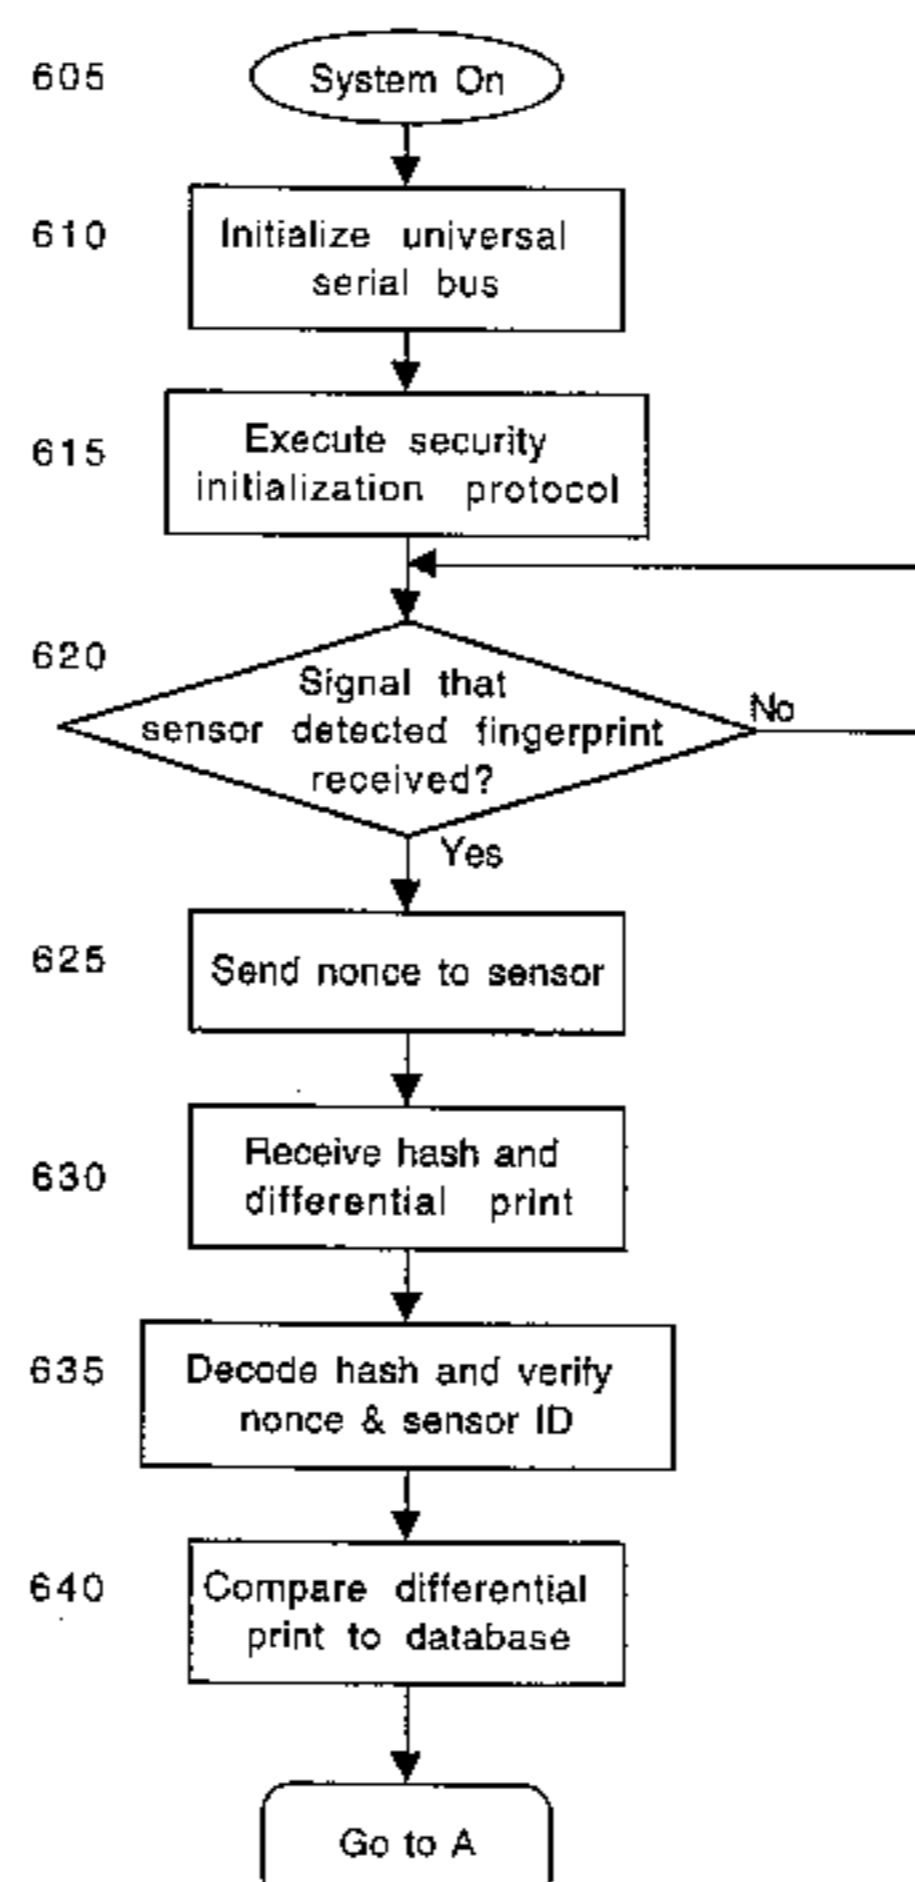 605
System On
610
Initialize universal
serial bus
615
Execute security
initialization protocol
620
Signal that
sensor detected fingerprint
received?
No
Yes
625
Send nonce to sensor
630
Receive hash and
differential print
635
Decode hash and verify
nonce & sensor ID
640
Compare differential
print to database
Go to A